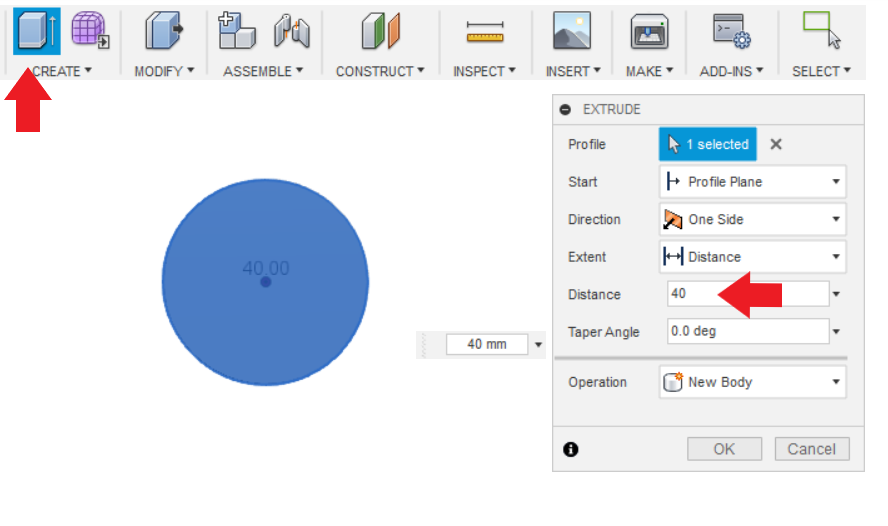 CREATE MODIFY ASSEMBLE CONSTRUCT INSPECT INSERT MAKE ADD-INS SELECT
EXTRUDE
Profile 1 selected
Start Profile Plane
Direction One Side
40.00
Extent Distance
Distance 40
40 mm
Taper Angle 0.0 deg
Operation New Body
OK Cancel